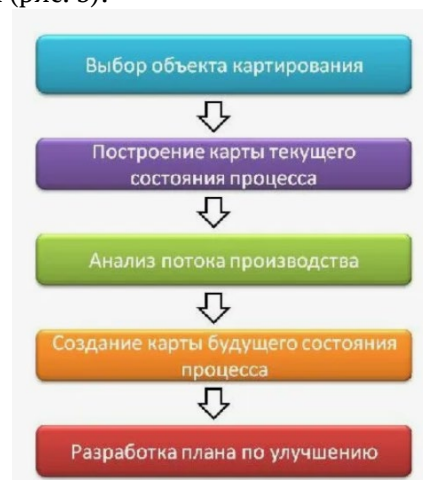 (рис. 3).
Выбор объекта картирования
Построение карты текущего
состояния процесса
Анализ потока производства
Создание карты будущего состояния
процесса
Разработка плана по улучшению